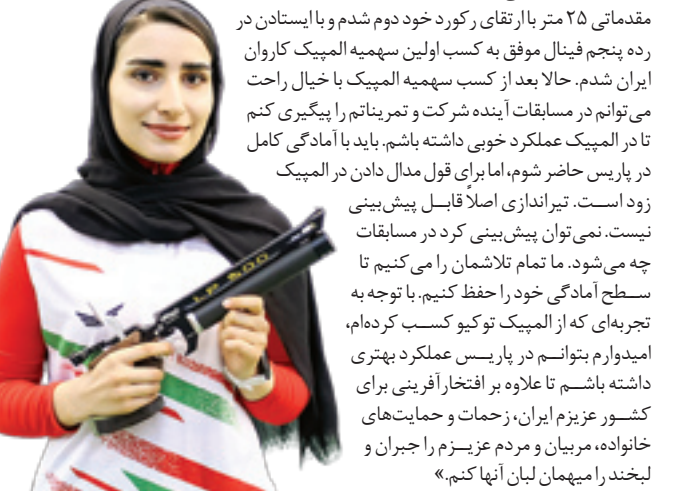 مقدماتی ۲۵ متر با ارتقای رکورد خود دوم شدم و با ایستادن در
رده پنجم فینال موفق به کسب اولین سهمیه المپیک کاروان
ایران شدم. حالا بعد از کسب سهمیه المپیک با خیال راحت
می‌توانم در مسابقات آینده شرکت و تمریناتم را پیگیری کنم
تا در المپیک عملکرد خوبی داشته باشم. باید با آمادگی کامل
در پاریس حاضر شوم، اما برای قول مدال دادن در المپیک
زود است. تیراندازی اصلاً قابل پیش‌بینی
نیست. نمی‌توان پیش‌بینی کرد در مسابقات
چه می‌شود. ما تمام تلاشمان را می‌کنیم تا
سطح آمادگی خود را حفظ کنیم. با توجه به
تجربه‌ای که از المپیک توکیو کسب کرده‌ام،
امیدوارم بتوانم در پاریس عملکرد بهتری
داشته باشم تا علاوه بر افتخارآفرینی برای
کشور عزیزم ایران، زحمات و حمایت‌های
خانواده، مربیان و مردم عزیزم را جبران و
لبخند را میهمان لبان آنها کنم.»
LP 500